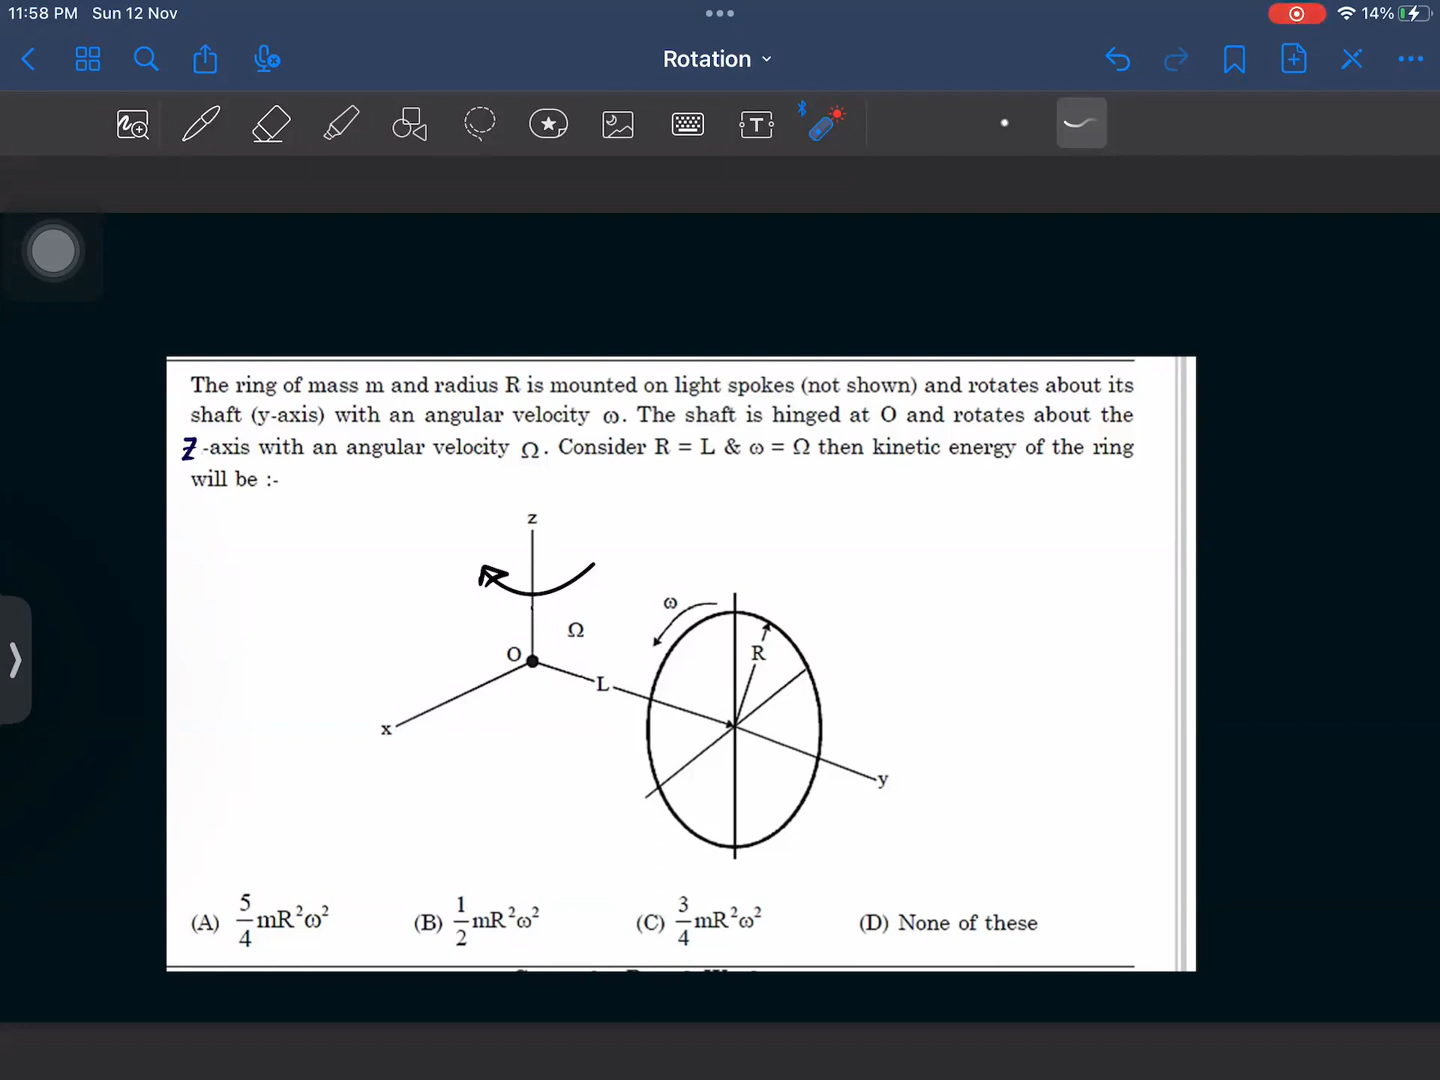 11:58 PM Sun 12 Nov
14%
Rotation
T
The ring of mass m and radius R is mounted on light spokes (not shown) and rotates about its
shaft (y-axis) with an angular velocity ω. The shaft is hinged at O and rotates about the
Z -axis with an angular velocity Ω. Consider R = L & ω = Ω then kinetic energy of the ring
will be :-
z
ω
Ω
O
R
L
x
y
(A) 5/4 mR²ω² (B) 1/2 mR²ω² (C) 3/4 mR²ω² (D) None of these